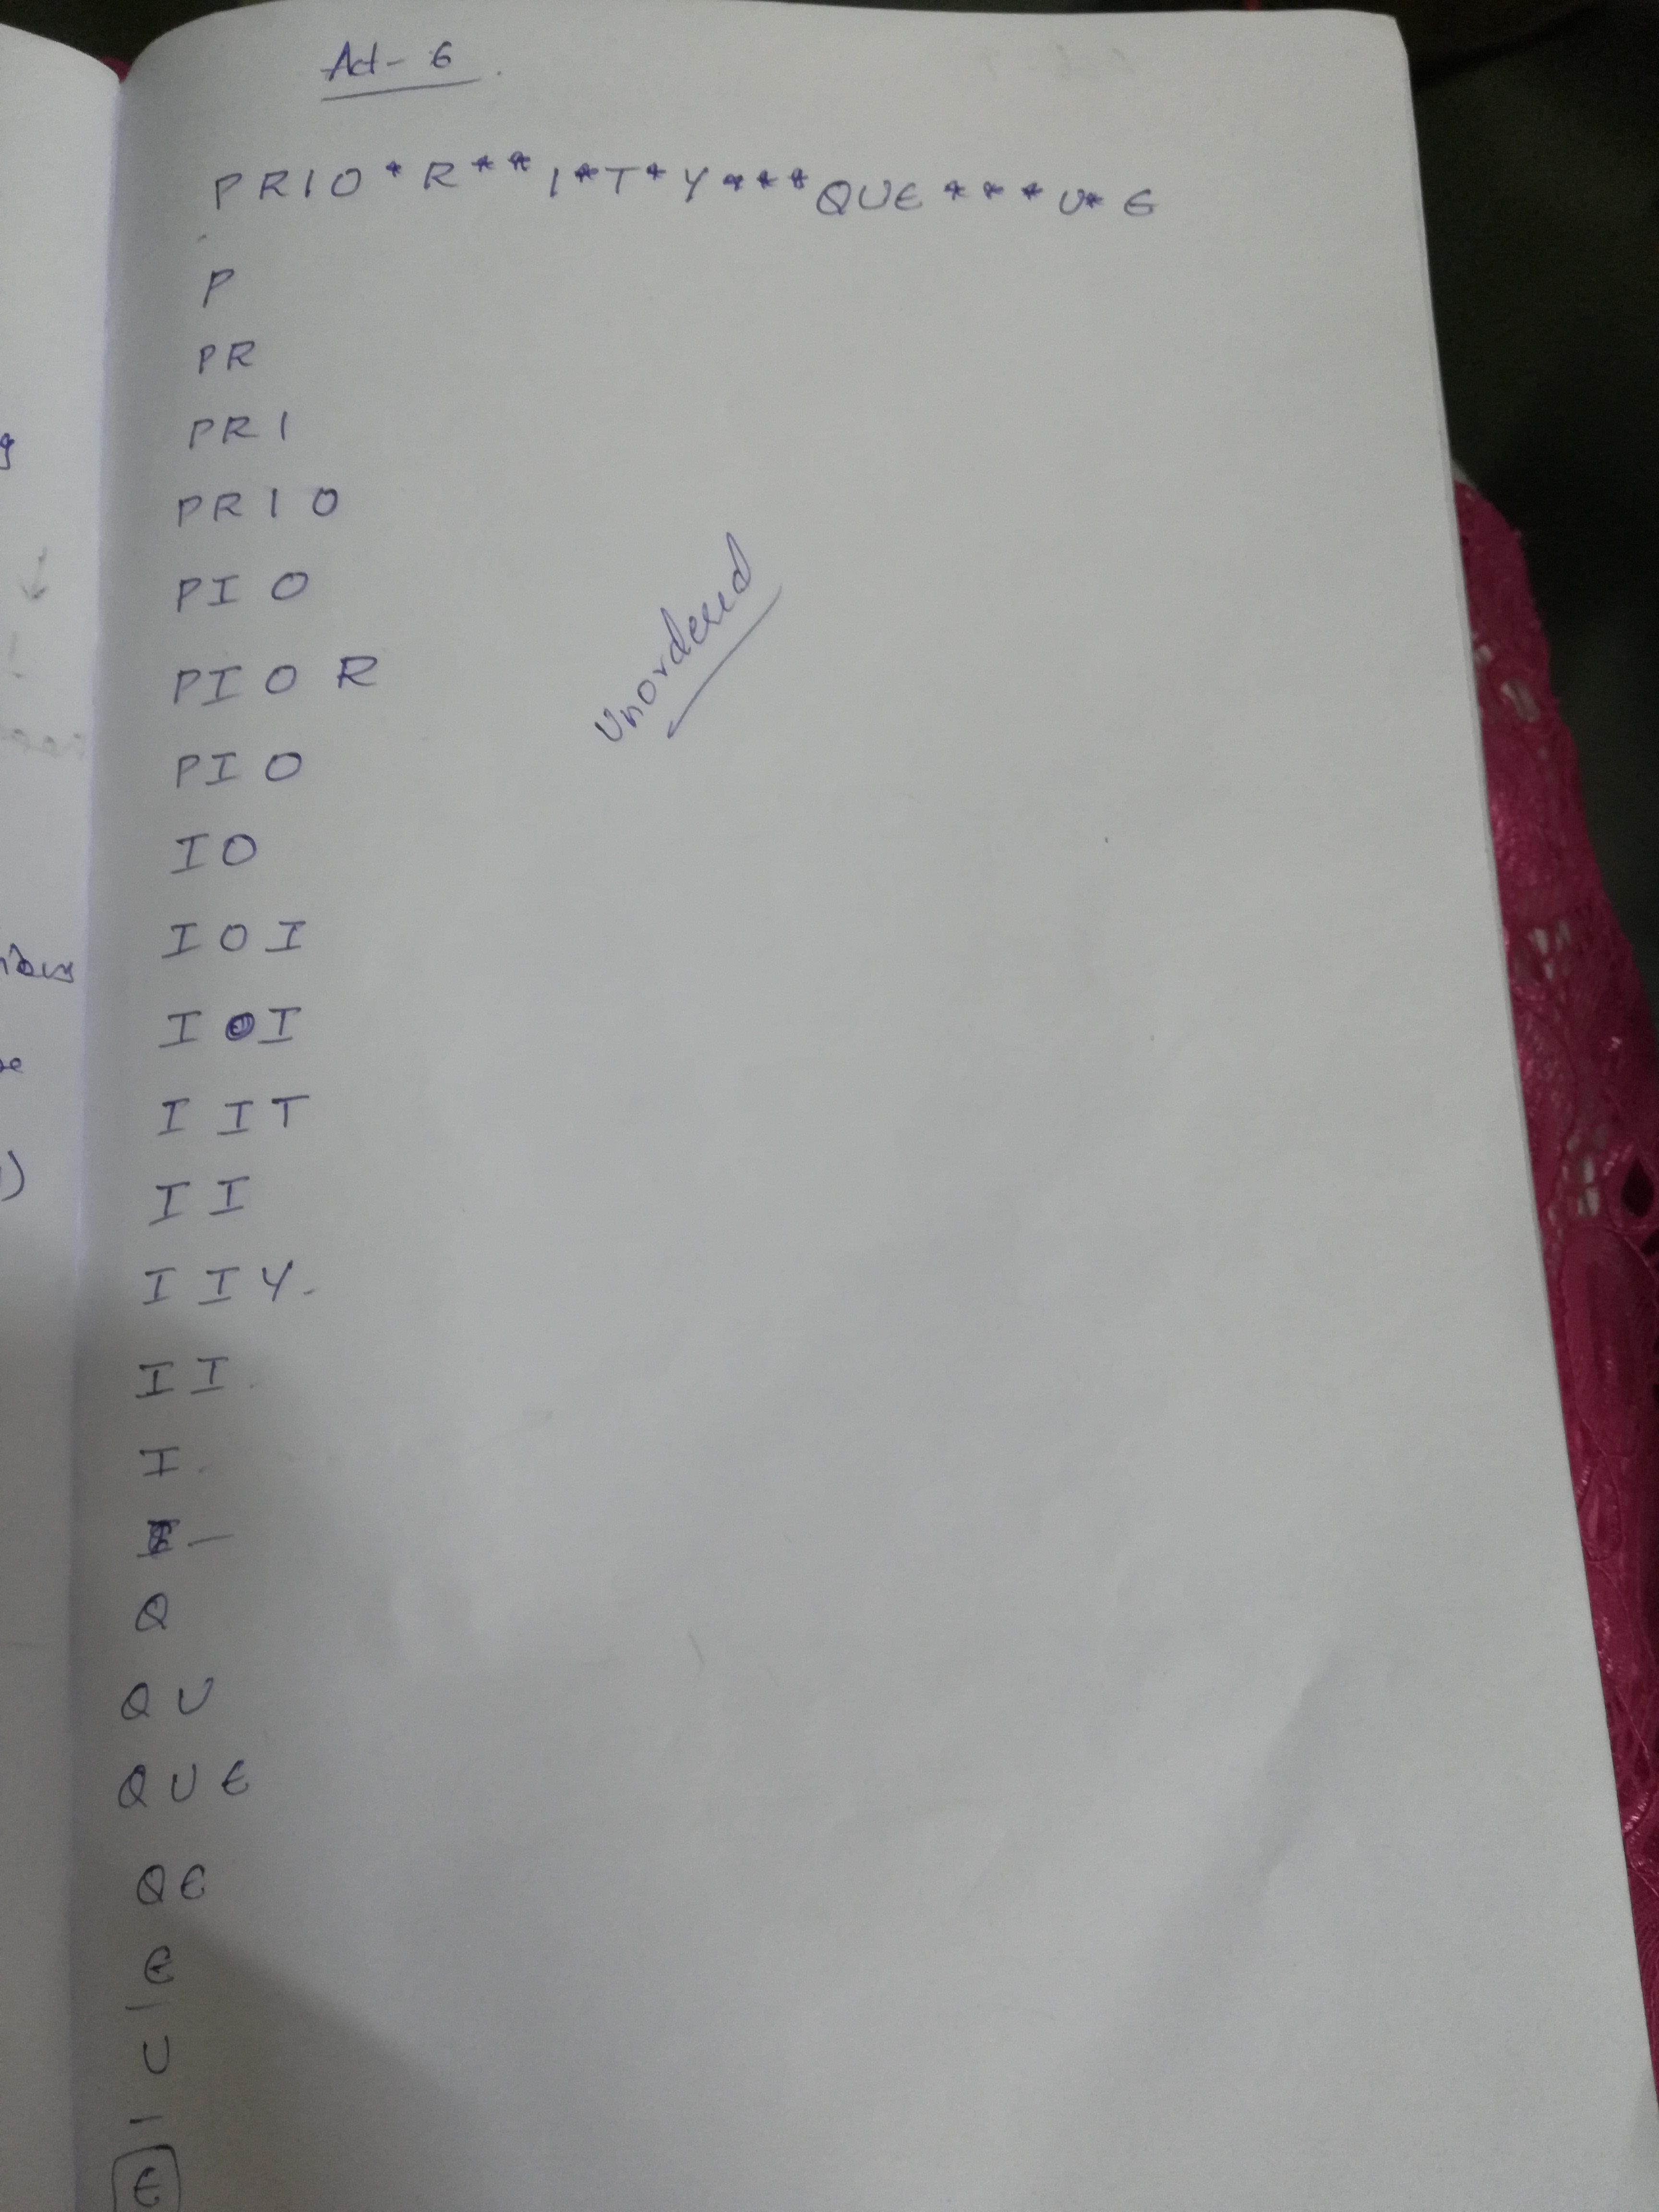 Act- 6
PRIO*R**I*T*Y***QUE***U*E
P
PR
PRI
PRIO
PIO
PIOR
PIO
Unordered
IO
IOI
IOI
IIT
II
IIY.
II.
I.
I -
Q
QU
QUE
QE
E
-
U
-
E